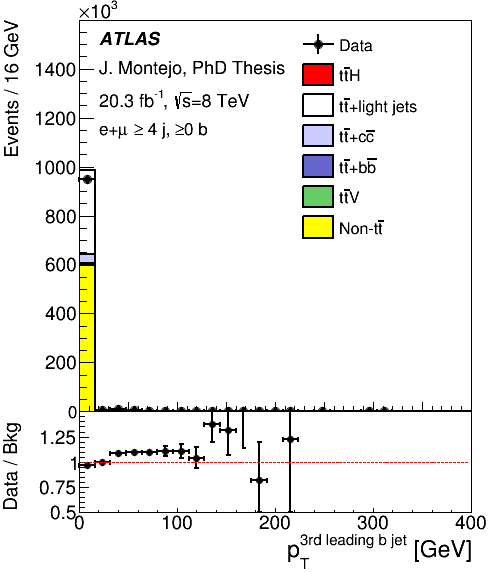 ×10³
Events / 16 GeV
1400
1200
1000
800
600
400
200
0
ATLAS
J. Montejo, PhD Thesis
20.3 fb⁻¹, √s=8 TeV
e+μ ≥ 4 j, ≥0 b
Data
tt̄H
tt̄+light jets
tt̄+cc̄
tt̄+bb̄
tt̄V
Non-tt̄
Data / Bkg
1.25
1
0.75
0.5
0 100 200 300 400
p_T^3rd leading b jet [GeV]